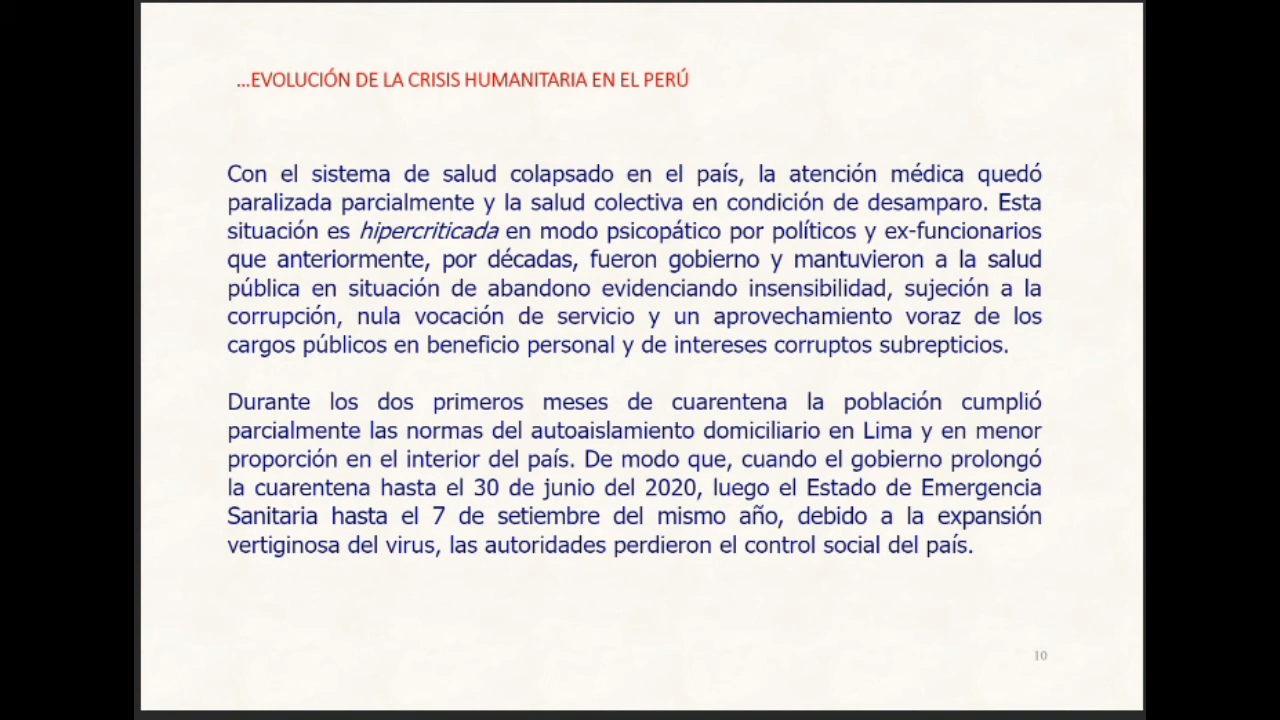 ...EVOLUCIÓN DE LA CRISIS HUMANITARIA EN EL PERÚ
Con el sistema de salud colapsado en el país, la atención médica quedó
paralizada parcialmente y la salud colectiva en condición de desamparo. Esta
situación es hipercriticada en modo psicopático por políticos y ex-funcionarios
que anteriormente, por décadas, fueron gobierno y mantuvieron a la salud
pública en situación de abandono evidenciando insensibilidad, sujeción a la
corrupción, nula vocación de servicio y un aprovechamiento voraz de los
cargos públicos en beneficio personal y de intereses corruptos subrepticios.
Durante los dos primeros meses de cuarentena la población cumplió
parcialmente las normas del autoaislamiento domiciliario en Lima y en menor
proporción en el interior del país. De modo que, cuando el gobierno prolongó
la cuarentena hasta el 30 de junio del 2020, luego el Estado de Emergencia
Sanitaria hasta el 7 de setiembre del mismo año, debido a la expansión
vertiginosa del virus, las autoridades perdieron el control social del país.
10